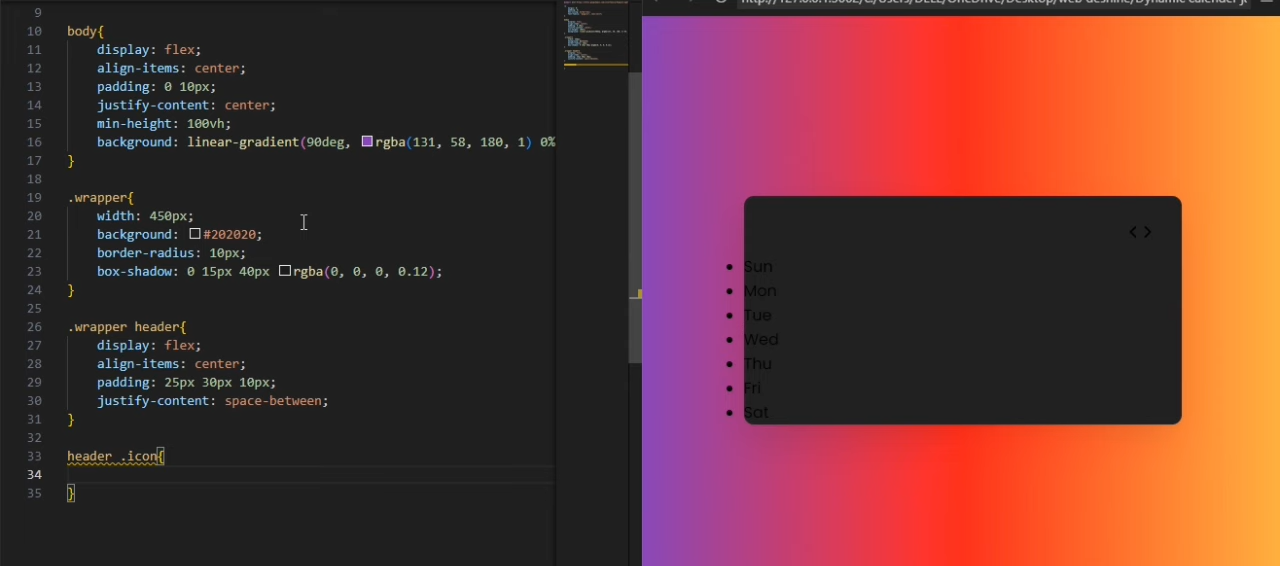 9
10 body{
11 display: flex;
12 align-items: center;
13 padding: 0 10px;
14 justify-content: center;
15 min-height: 100vh;
16 background: linear-gradient(90deg, rgba(131, 58, 180, 1) 0%
17 }
18
19 .wrapper{
20 width: 450px;
21 background: #202020;
22 border-radius: 10px;
23 box-shadow: 0 15px 40px rgba(0, 0, 0, 0.12);
24 }
25
26 .wrapper header{
27 display: flex;
28 align-items: center;
29 padding: 25px 30px 10px;
30 justify-content: space-between;
31 }
32
33 header .icon{
34
35 }
< >
Sun
Mon
Tue
Wed
Thu
Fri
Sat